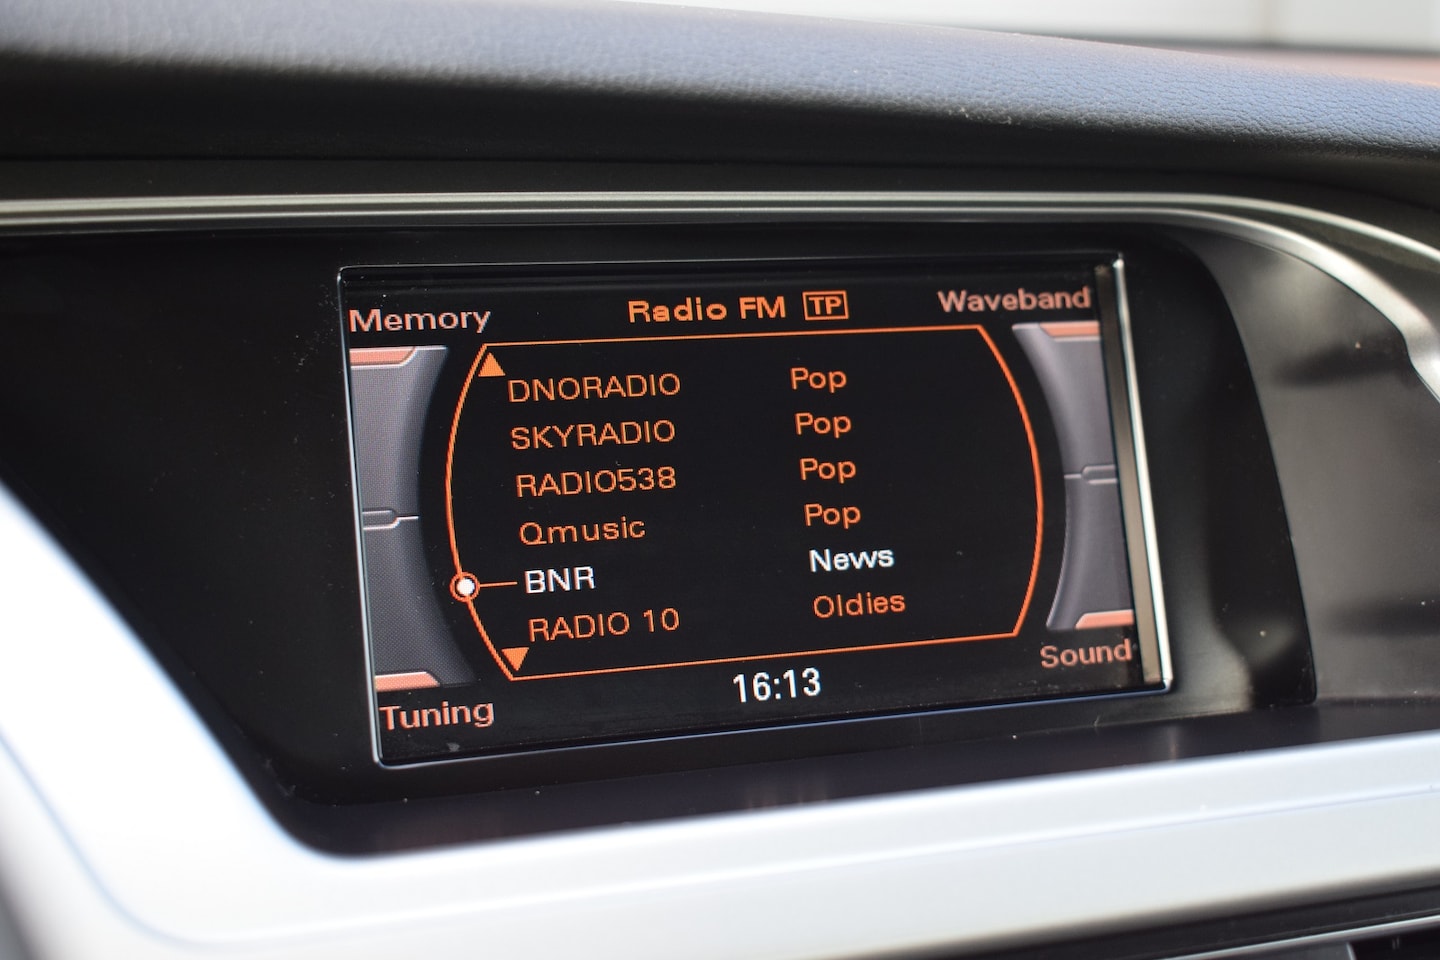 Memory Radio FM TP Waveband
DNORADIO Pop
SKYRADIO Pop
RADIO538 Pop
Qmusic Pop
BNR News
RADIO 10 Oldies
Tuning 16:13 Sound